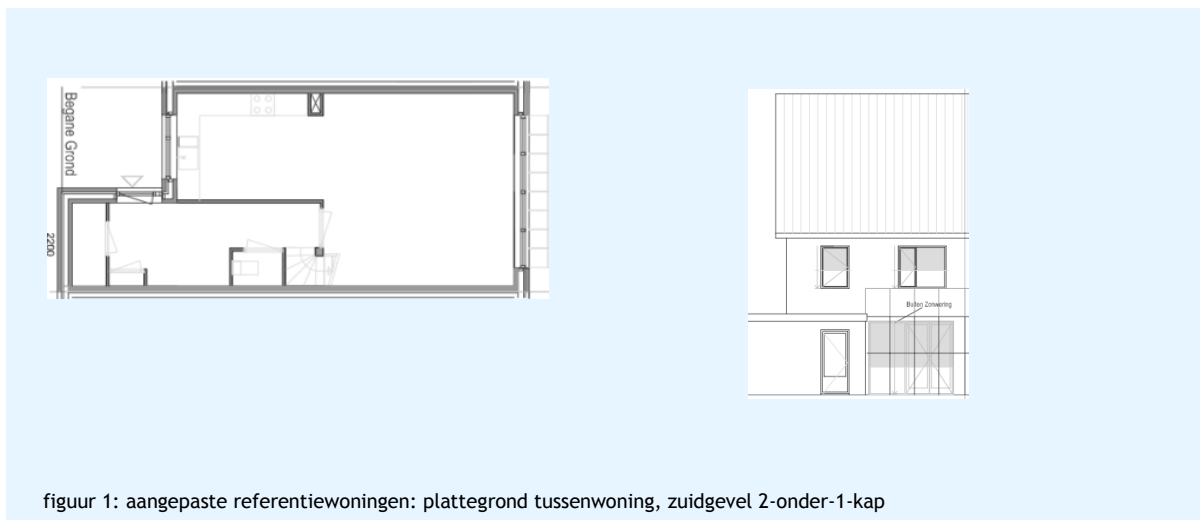 Begane Grond
2200
Buiten Zonwering
figuur 1: aangepaste referentiewoningen: plattegrond tussenwoning, zuidgevel 2-onder-1-kap